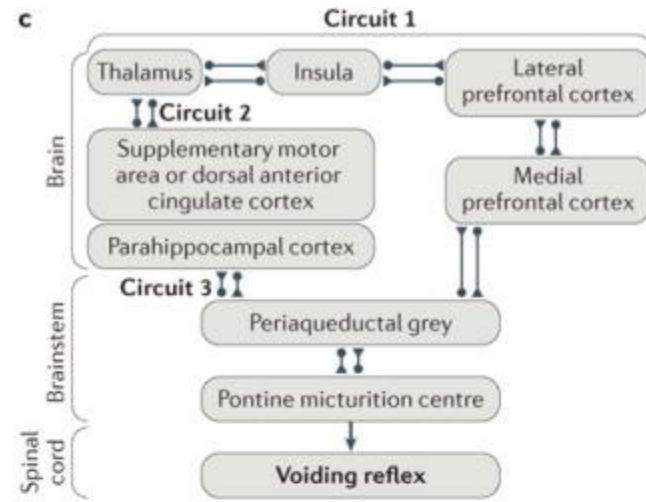 c
Circuit 1
Thalamus
Insula
Lateral
prefrontal cortex
Circuit 2
Supplementary motor
area or dorsal anterior
cingulate cortex
Medial
prefrontal cortex
Parahippocampal cortex
Brain
Circuit 3
Periaqueductal grey
Pontine micturition centre
Brainstem
Voiding reflex
Spinal
cord